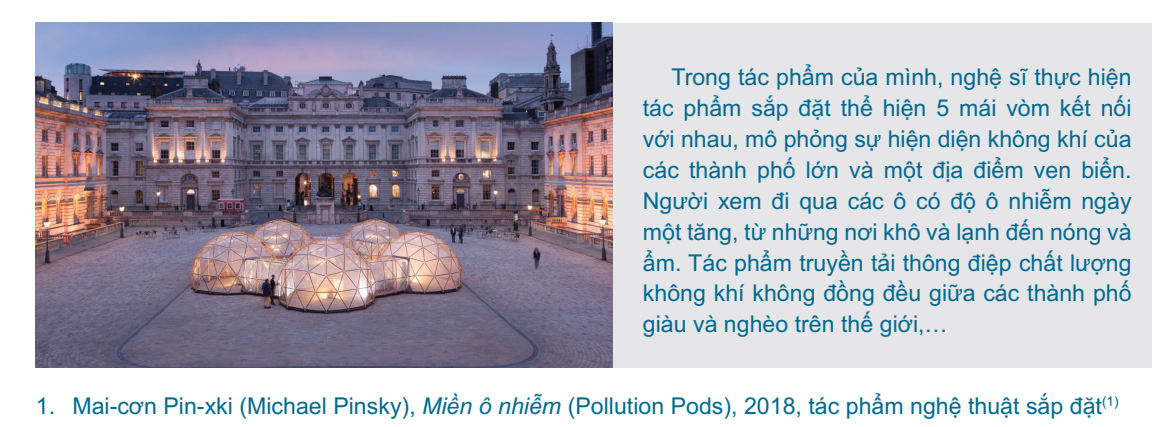 Trong tác phẩm của mình, nghệ sĩ thực hiện
tác phẩm sắp đặt thể hiện 5 mái vòm kết nối
với nhau, mô phỏng sự hiện diện không khí của
các thành phố lớn và một địa điểm ven biển.
Người xem đi qua các ô có độ ô nhiễm ngày
một tăng, từ những nơi khô và lạnh đến nóng và
ẩm. Tác phẩm truyền tải thông điệp chất lượng
không khí không đồng đều giữa các thành phố
giàu và nghèo trên thế giới,…
1. Mai-cơn Pin-xki (Michael Pinsky), Miền ô nhiễm (Pollution Pods), 2018, tác phẩm nghệ thuật sắp đặt(1)